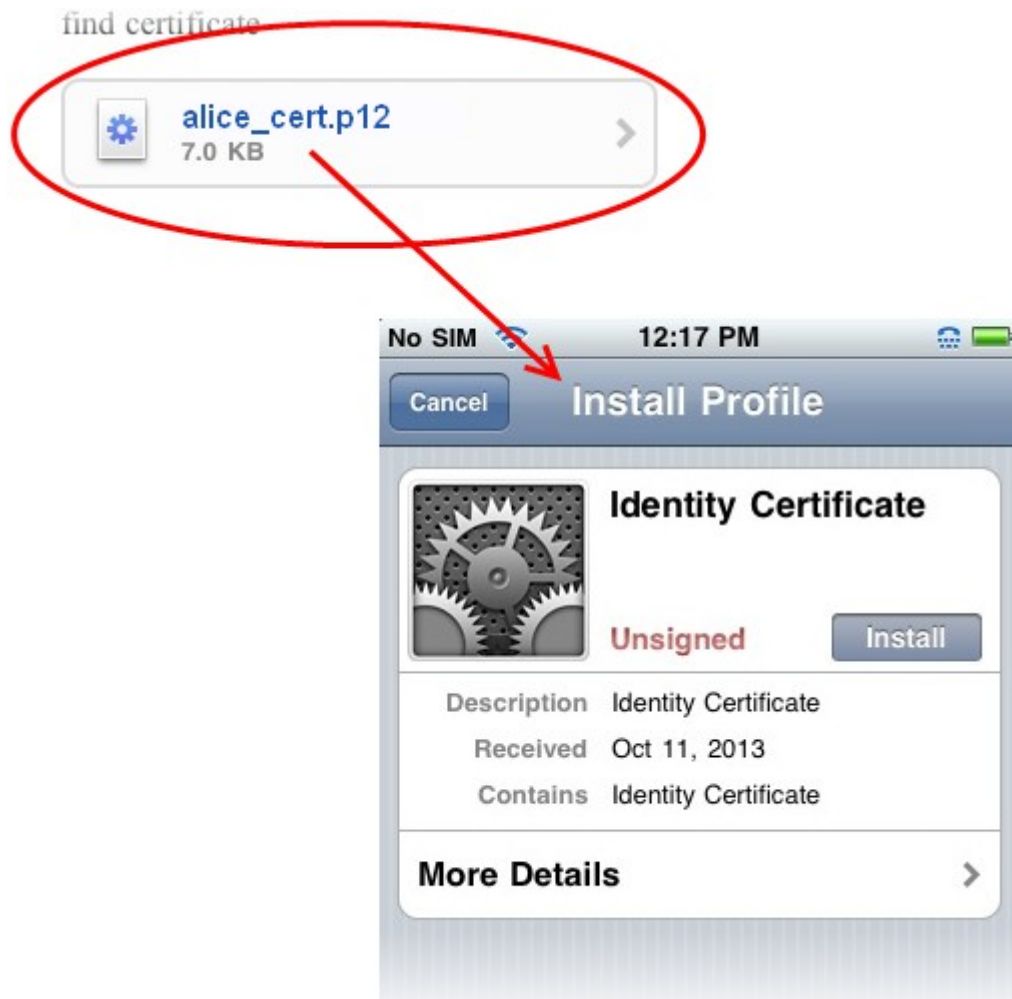 find certificate
alice_cert.p12
7.0 KB
No SIM 12:17 PM
Cancel Install Profile
Identity Certificate
Unsigned Install
Description Identity Certificate
Received Oct 11, 2013
Contains Identity Certificate
More Details